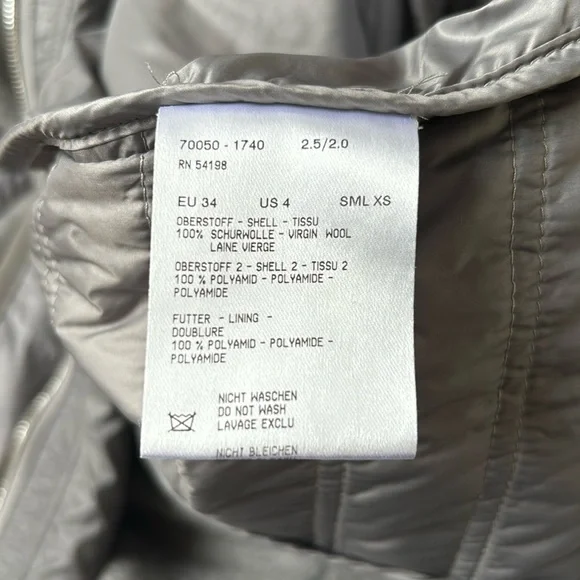 70050 - 1740 2.5/2.0
RN 54198
EU 34 US 4 SML XS
OBERSTOFF - SHELL - TISSU
100% SCHURWOLLE - VIRGIN WOOL
LAINE VIERGE
OBERSTOFF 2 - SHELL 2 - TISSU 2
100 % POLYAMID - POLYAMIDE -
POLYAMIDE
FUTTER - LINING -
DOUBLURE
100 % POLYAMID - POLYAMIDE -
POLYAMIDE
NICHT WASCHEN
DO NOT WASH
LAVAGE EXCLU
NICHT BLEICHEN